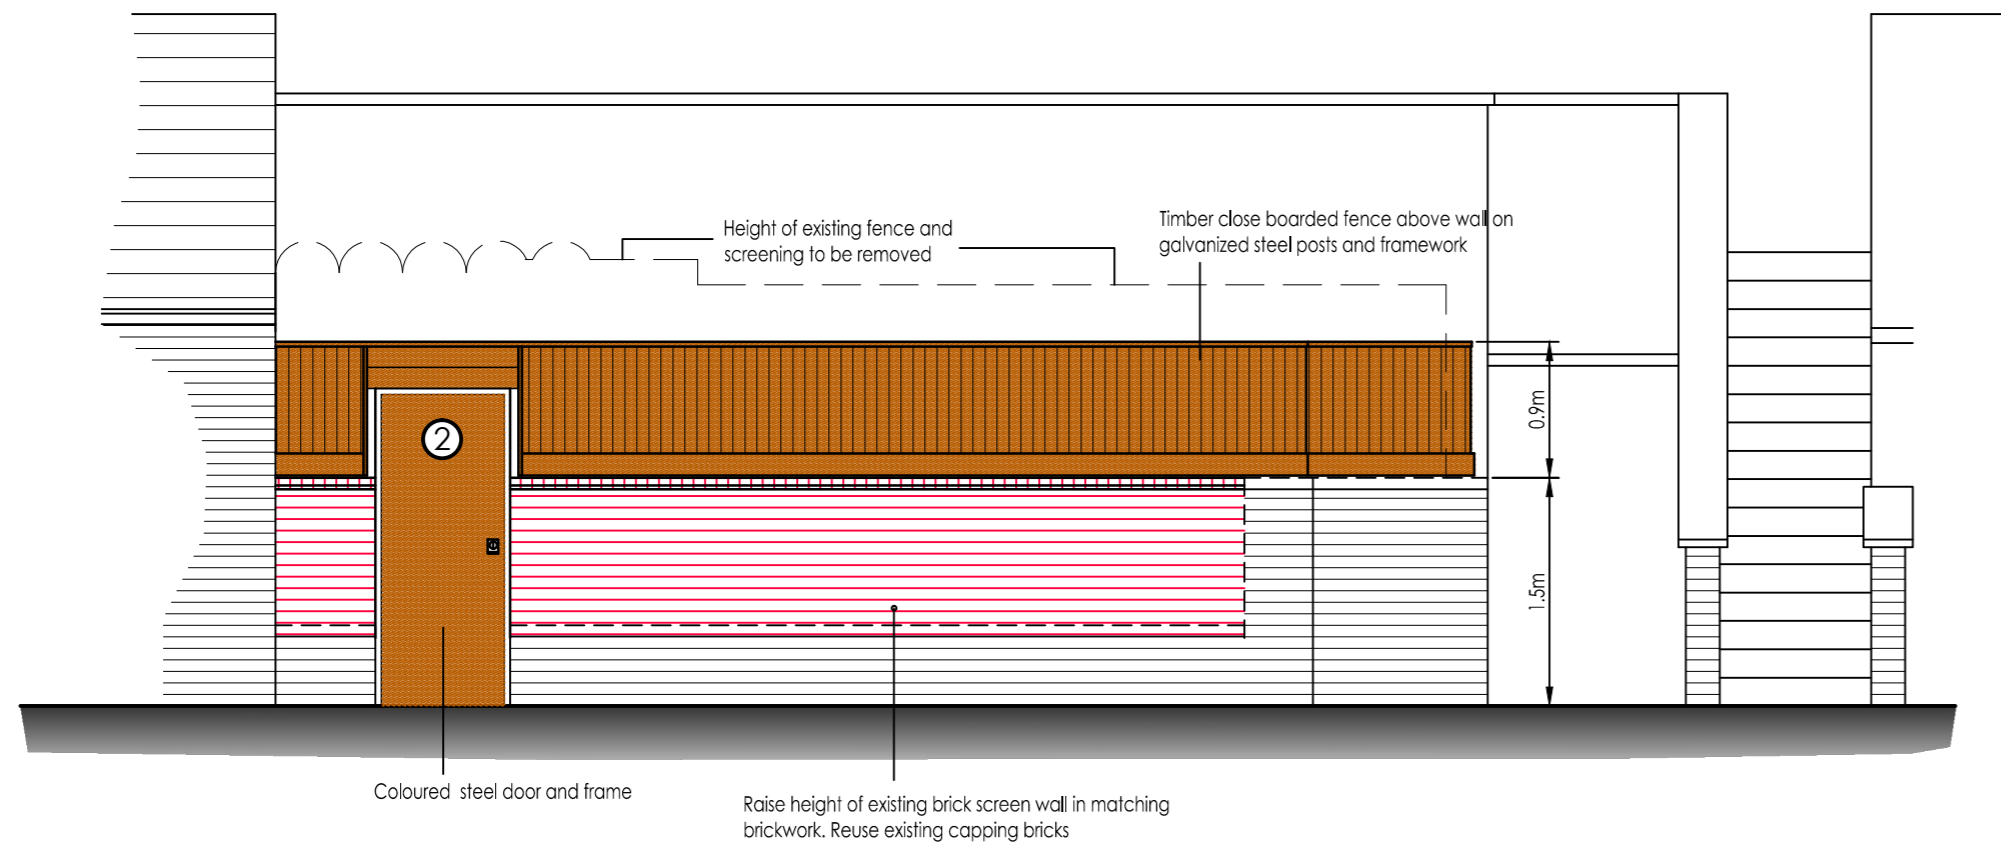 Height of existing fence and
screening to be removed
Timber close boarded fence above wall on
galvanized steel posts and framework
2
0.9m
1.5m
Coloured steel door and frame
Raise height of existing brick screen wall in matching
brickwork. Reuse existing capping bricks